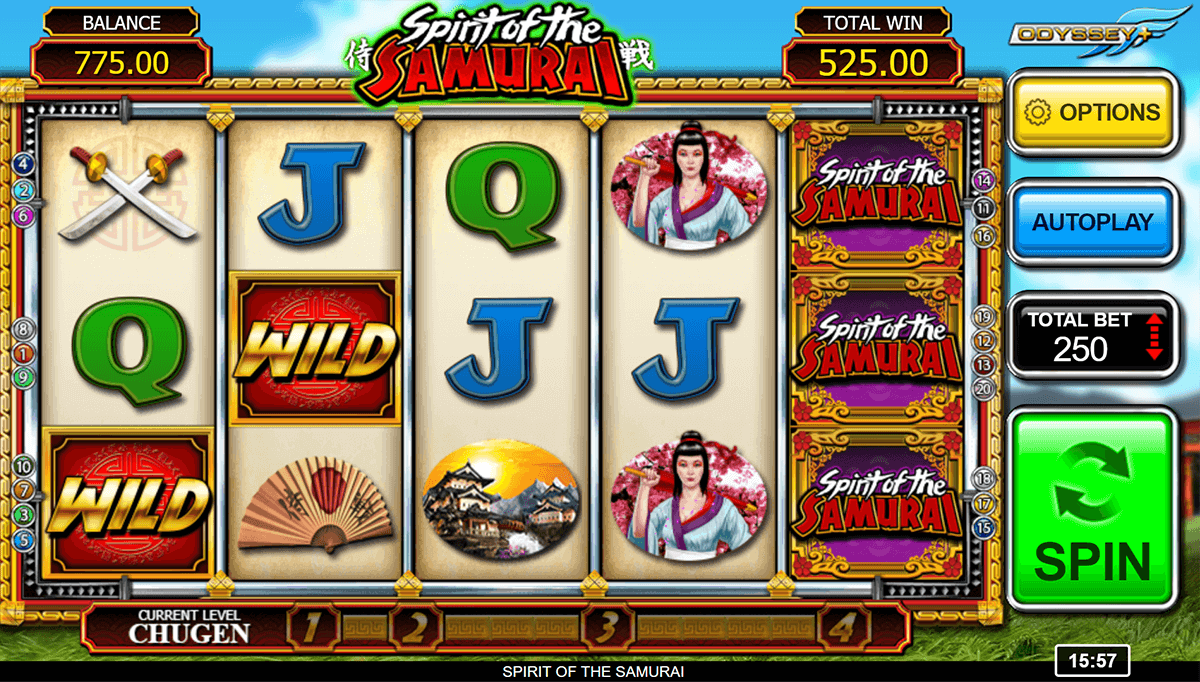 BALANCE
775.00
侍 Spirit of the 戦
SAMURAI
TOTAL WIN
525.00
ODYSSEY+
OPTIONS
AUTOPLAY
TOTAL BET
250
SPIN
4
2
6
8
1
9
10
7
3
5
J
Q
Q
WILD
J
J
WILD
Spirit of the
SAMURAI
Spirit of the
SAMURAI
Spirit of the
SAMURAI
14
11
16
19
12
13
20
18
17
15
CURRENT LEVEL
CHUGEN
1 2 3 4
SPIRIT OF THE SAMURAI
15:57